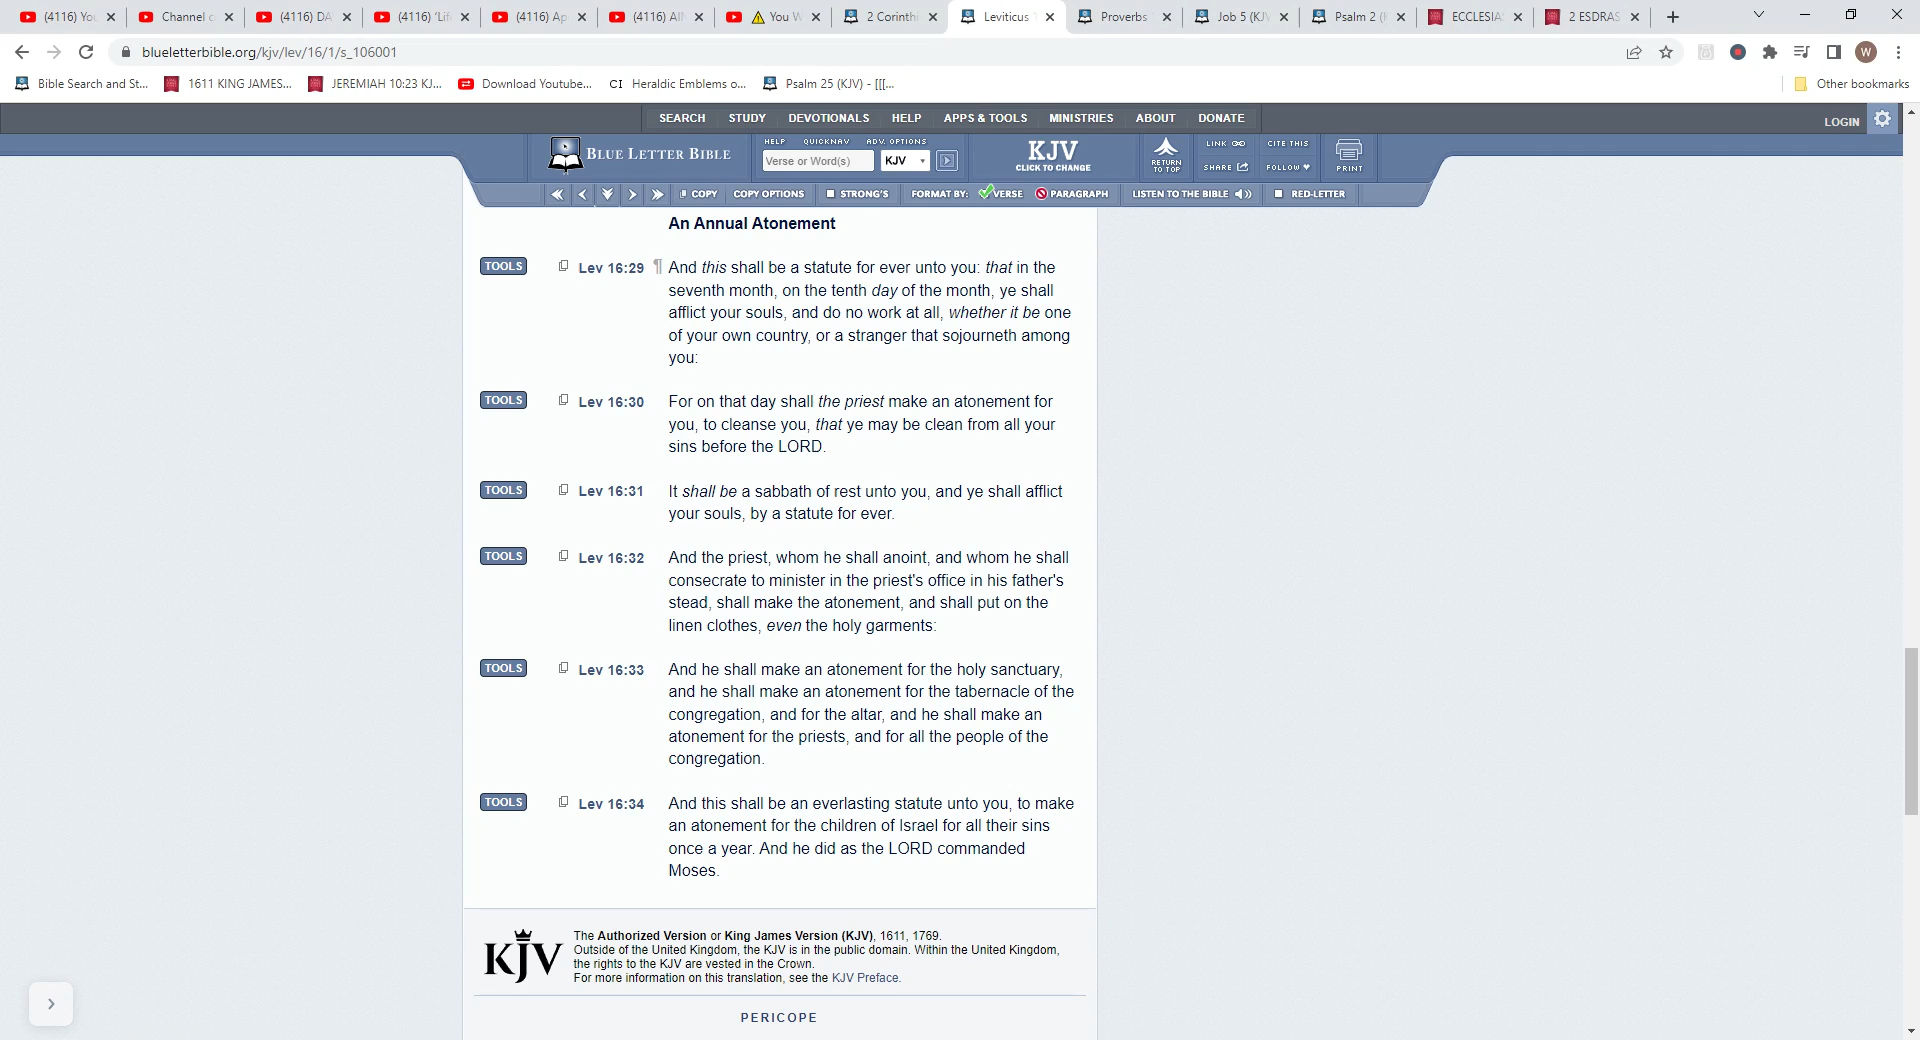 (4116) You
Channel c
(4116) DA
(4116) 'Life
(4116) Ap
(4116) All
You W
2 Corinthi
Leviticus
Proverbs
Job 5 (KJV
Psalm 2 (
ECCLESIAS
2 ESDRAS
blueletterbible.org/kjv/lev/16/1/s_106001
W
Bible Search and St...
1611 KING JAMES...
JEREMIAH 10:23 KJ...
Download Youtube...
CI Heraldic Emblems o...
Psalm 25 (KJV) - [[[...
Other bookmarks
SEARCH STUDY DEVOTIONALS HELP APPS & TOOLS MINISTRIES ABOUT DONATE
LOGIN
BLUE LETTER BIBLE
HELP QUICKNAV ADV. OPTIONS
Verse or Word(s) KJV
KJV
CLICK TO CHANGE
RETURN
TO TOP
LINK CITE THIS
SHARE FOLLOW
PRINT
COPY COPY OPTIONS STRONG'S FORMAT BY: VERSE PARAGRAPH LISTEN TO THE BIBLE RED-LETTER
An Annual Atonement
TOOLS Lev 16:29 ¶ And this shall be a statute for ever unto you: that in the
seventh month, on the tenth day of the month, ye shall
afflict your souls, and do no work at all, whether it be one
of your own country, or a stranger that sojourneth among
you:
TOOLS Lev 16:30 For on that day shall the priest make an atonement for
you, to cleanse you, that ye may be clean from all your
sins before the LORD.
TOOLS Lev 16:31 It shall be a sabbath of rest unto you, and ye shall afflict
your souls, by a statute for ever.
TOOLS Lev 16:32 And the priest, whom he shall anoint, and whom he shall
consecrate to minister in the priest's office in his father's
stead, shall make the atonement, and shall put on the
linen clothes, even the holy garments:
TOOLS Lev 16:33 And he shall make an atonement for the holy sanctuary,
and he shall make an atonement for the tabernacle of the
congregation, and for the altar, and he shall make an
atonement for the priests, and for all the people of the
congregation.
TOOLS Lev 16:34 And this shall be an everlasting statute unto you, to make
an atonement for the children of Israel for all their sins
once a year. And he did as the LORD commanded
Moses.
KJV
The Authorized Version or King James Version (KJV), 1611, 1769.
Outside of the United Kingdom, the KJV is in the public domain. Within the United Kingdom,
the rights to the KJV are vested in the Crown.
For more information on this translation, see the KJV Preface.
PERICOPE